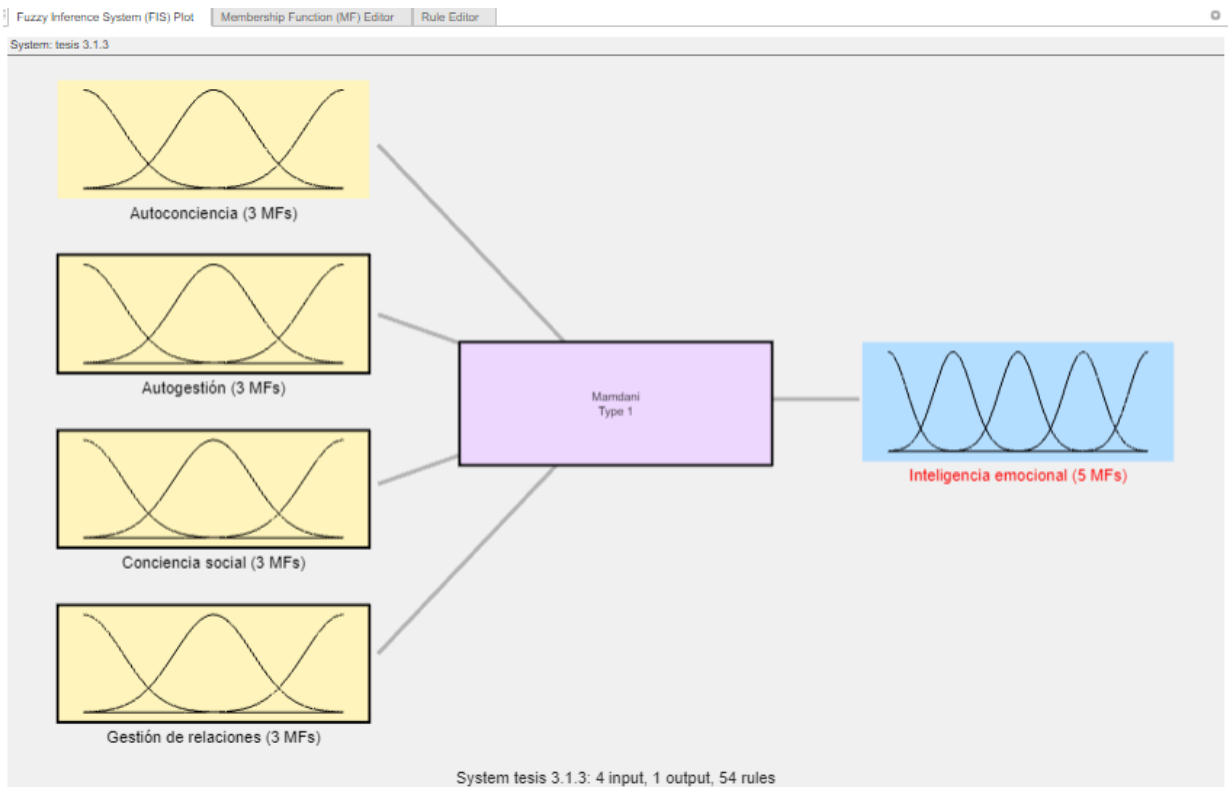 Fuzzy Inference System (FIS) Plot
Membership Function (MF) Editor
Rule Editor
System: tesis 3.1.3
Autoconciencia (3 MFs)
Autogestión (3 MFs)
Conciencia social (3 MFs)
Gestión de relaciones (3 MFs)
Mamdani
Type 1
Inteligencia emocional (5 MFs)
System tesis 3.1.3: 4 input, 1 output, 54 rules